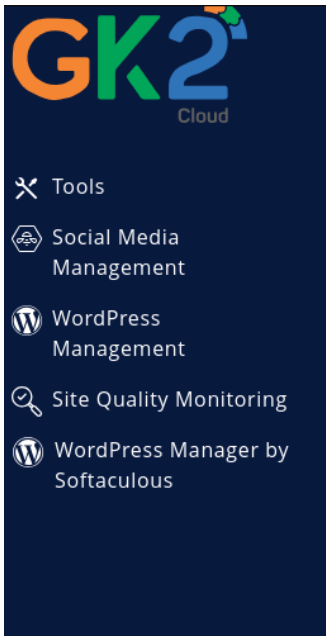 GK2
Cloud
Tools
Social Media
Management
WordPress
Management
Site Quality Monitoring
WordPress Manager by
Softaculous